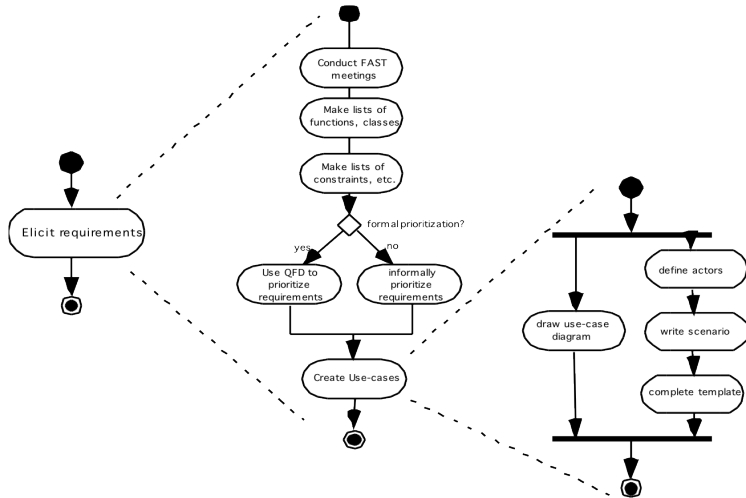 Elicit requirements
Conduct FAST
meetings
Make lists of
functions, classes
Make lists of
constraints, etc.
formal prioritization?
yes
no
Use QFD to
prioritize
requirements
informally
prioritize
requirements
Create Use-cases
draw use-case
diagram
define actors
write scenario
complete template